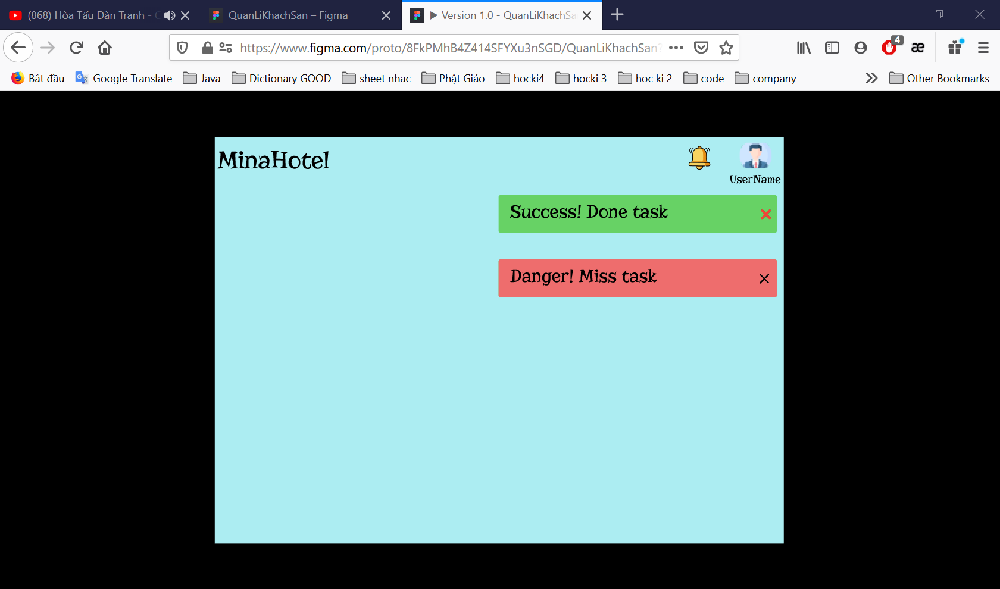 (868) Hòa Tấu Đàn Tranh -
QuanLiKhachSan – Figma
Version 1.0 - QuanLiKhachSa
https://www.figma.com/proto/8FkPMhB4Z414SFYXu3nSGD/QuanLiKhachSan?
4
æ
Bắt đầu
Google Translate
Java
Dictionary GOOD
sheet nhac
Phật Giáo
hocki4
hocki 3
hoc ki 2
code
company
Other Bookmarks
MinaHotel
UserName
Success! Done task
Danger! Miss task